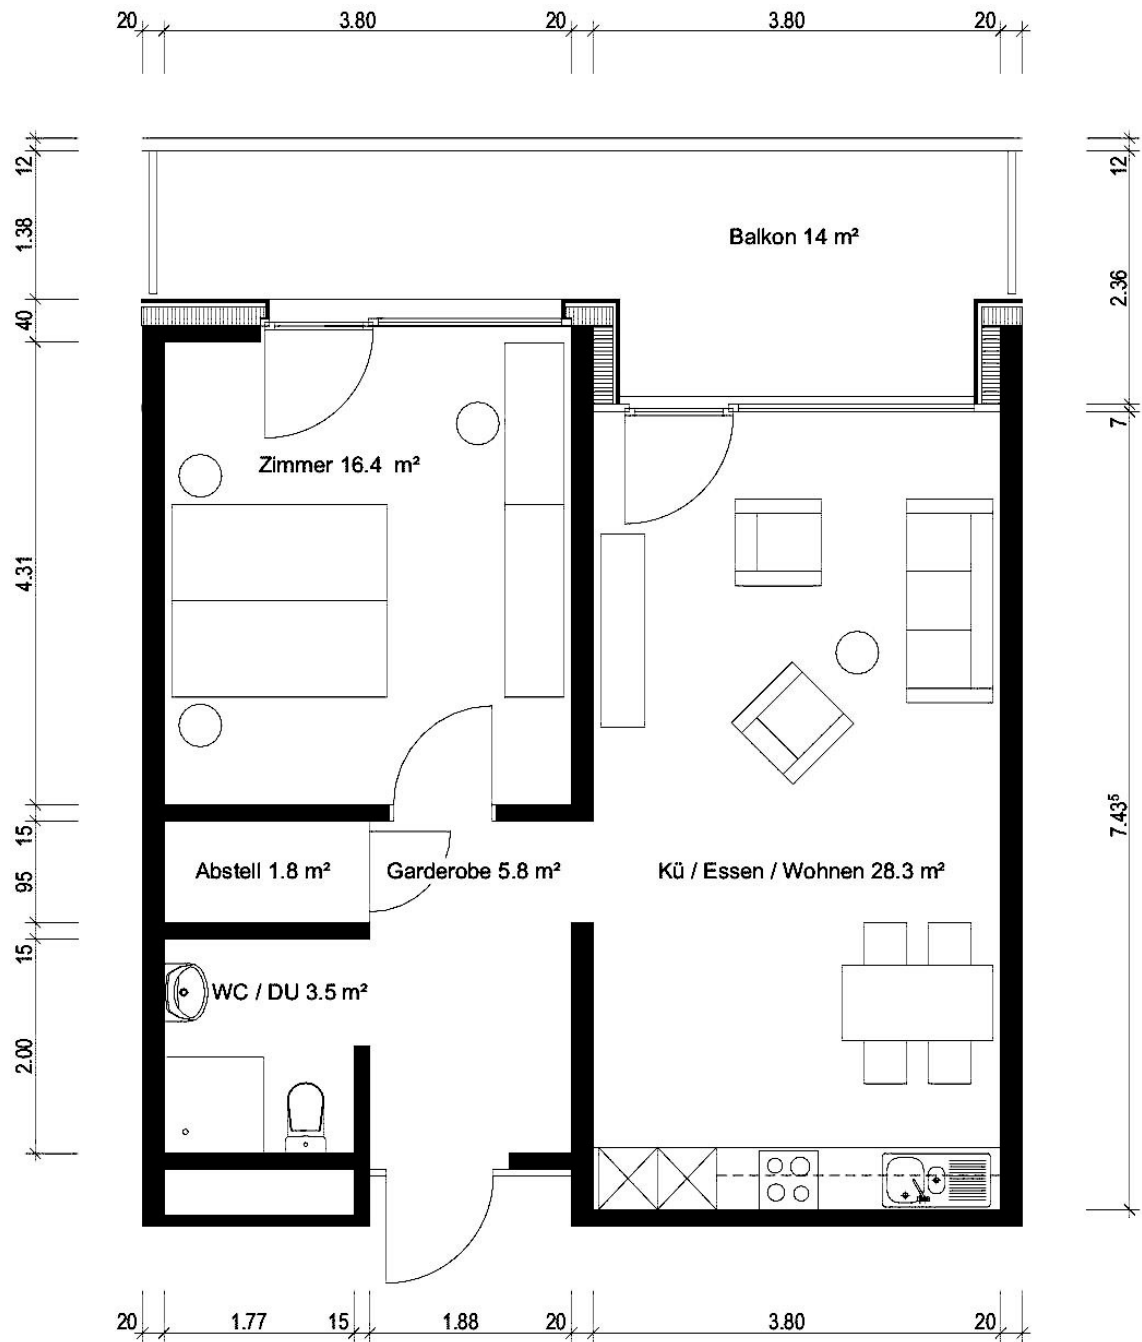 20 3.80 20 3.80 20
12
12
1.38
Balkon 14 m²
2.36
40
7
Zimmer 16.4 m²
4.31
7.43⁵
15
Abstell 1.8 m²
Garderobe 5.8 m²
Kü / Essen / Wohnen 28.3 m²
95
15
WC / DU 3.5 m²
2.00
20 1.77 15 1.88 20 3.80 20